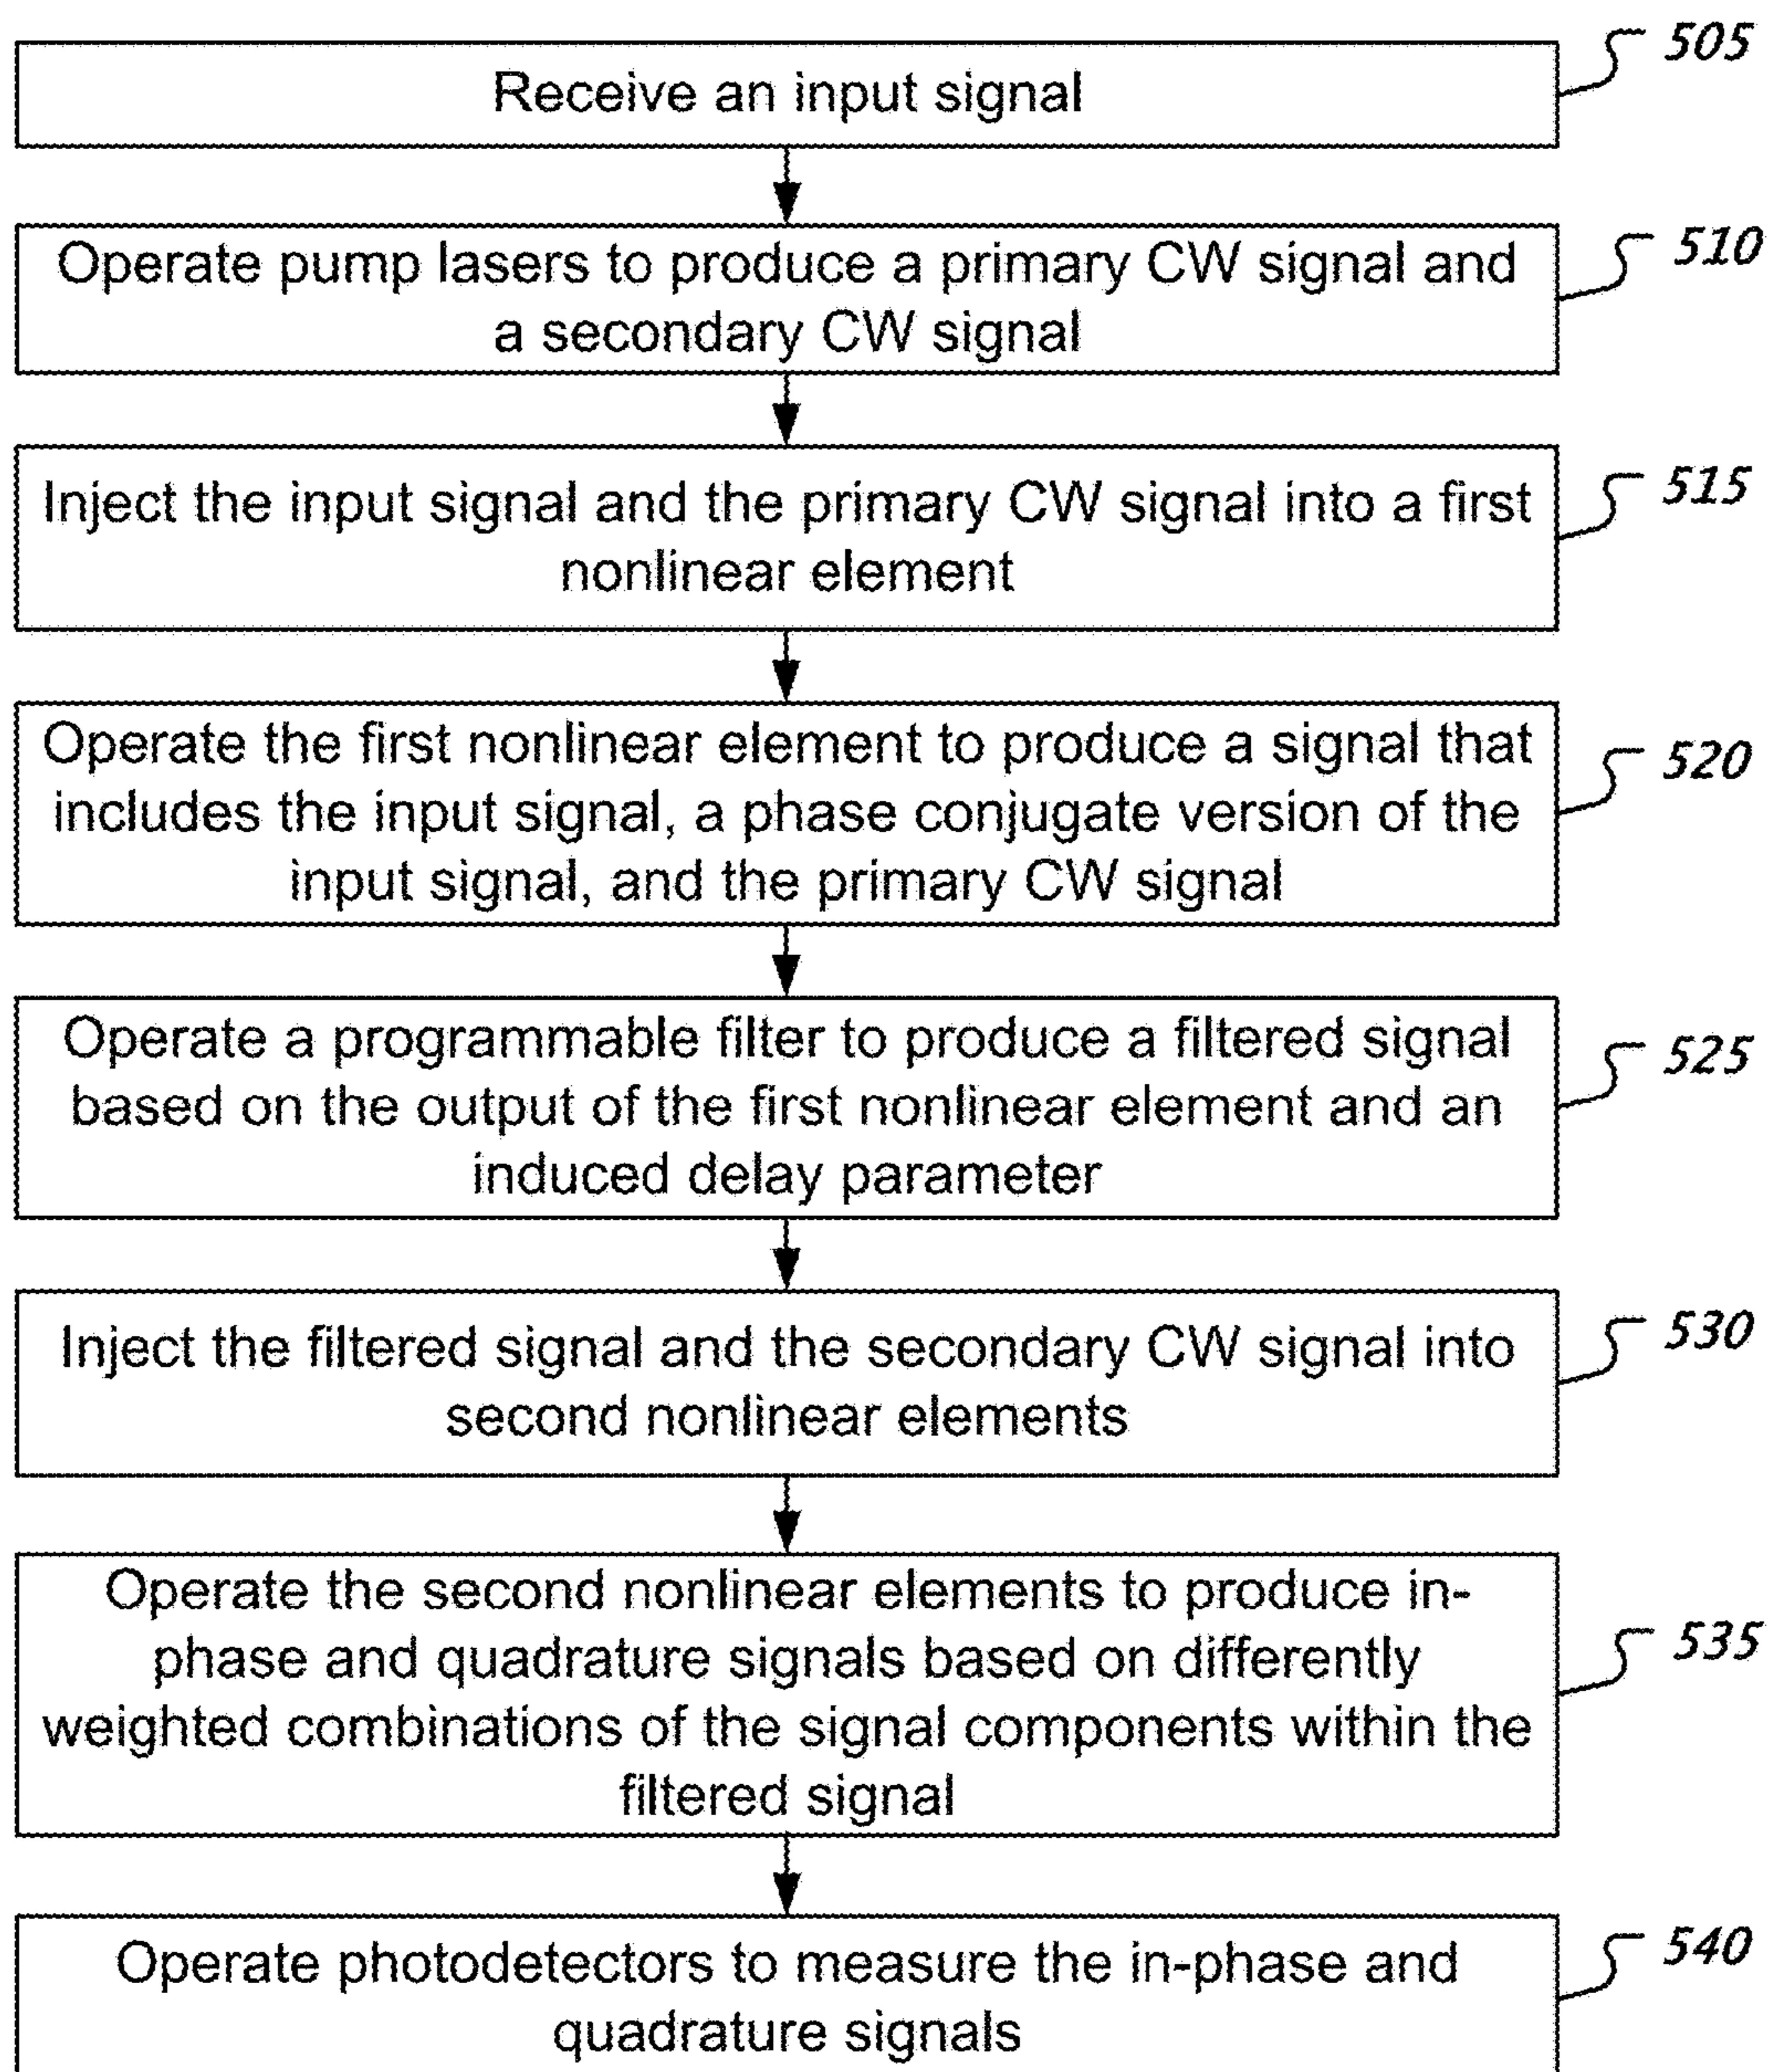 505
Receive an input signal
510
Operate pump lasers to produce a primary CW signal and
a secondary CW signal
515
Inject the input signal and the primary CW signal into a first
nonlinear element
520
Operate the first nonlinear element to produce a signal that
includes the input signal, a phase conjugate version of the
input signal, and the primary CW signal
525
Operate a programmable filter to produce a filtered signal
based on the output of the first nonlinear element and an
induced delay parameter
530
Inject the filtered signal and the secondary CW signal into
second nonlinear elements
535
Operate the second nonlinear elements to produce in-
phase and quadrature signals based on differently
weighted combinations of the signal components within the
filtered signal
540
Operate photodetectors to measure the in-phase and
quadrature signals